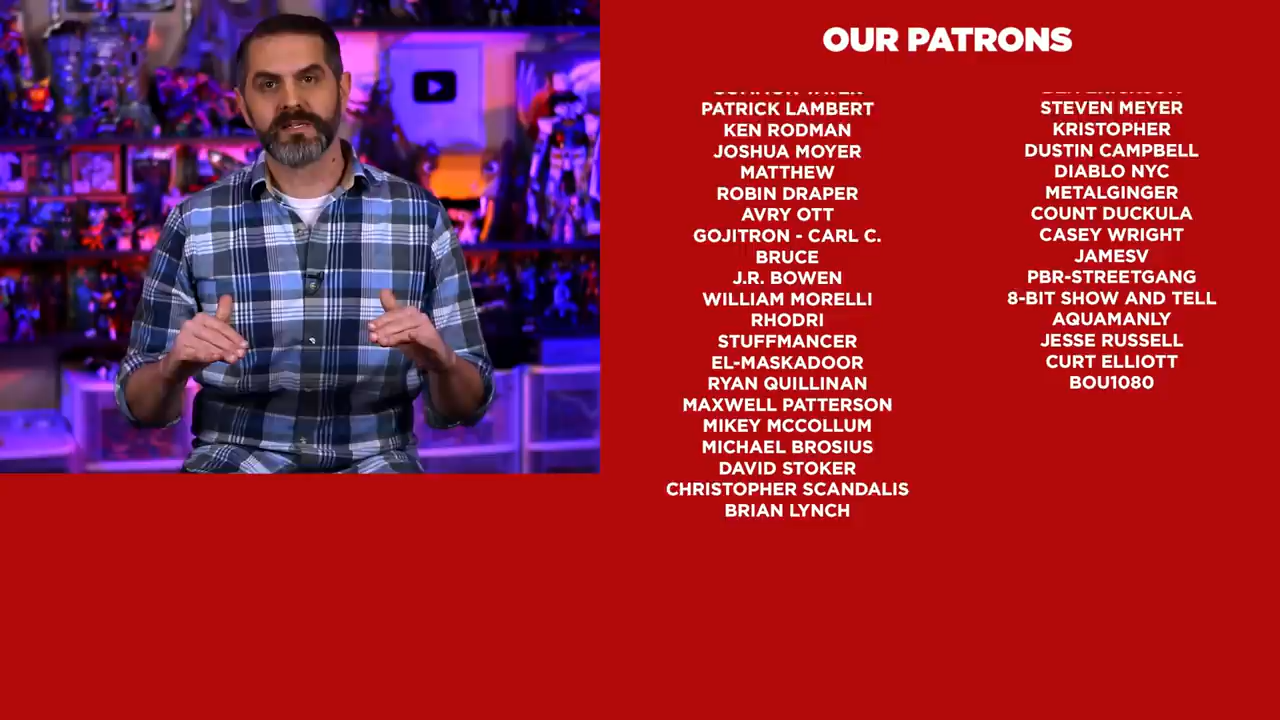 OUR PATRONS
PATRICK LAMBERT
KEN RODMAN
JOSHUA MOYER
MATTHEW
ROBIN DRAPER
AVRY OTT
GOJITRON - CARL C.
BRUCE
J.R. BOWEN
WILLIAM MORELLI
RHODRI
STUFFMANCER
EL-MASKADOOR
RYAN QUILLINAN
MAXWELL PATTERSON
MIKEY MCCOLLUM
MICHAEL BROSIUS
DAVID STOKER
CHRISTOPHER SCANDALIS
BRIAN LYNCH
STEVEN MEYER
KRISTOPHER
DUSTIN CAMPBELL
DIABLO NYC
METALGINGER
COUNT DUCKULA
CASEY WRIGHT
JAMESV
PBR-STREETGANG
8-BIT SHOW AND TELL
AQUAMANLY
JESSE RUSSELL
CURT ELLIOTT
BOU1080